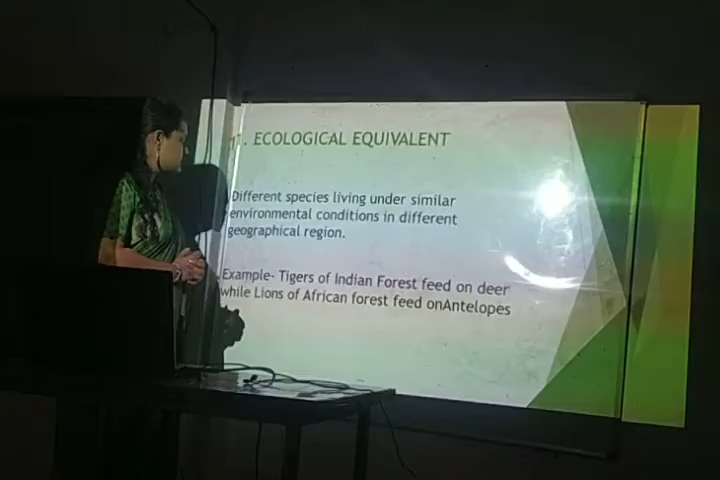 . ECOLOGICAL EQUIVALENT
Different species living under similar
environmental conditions in different
geographical region.
Example- Tigers of Indian Forest feed on deer
while Lions of African forest feed onAntelopes